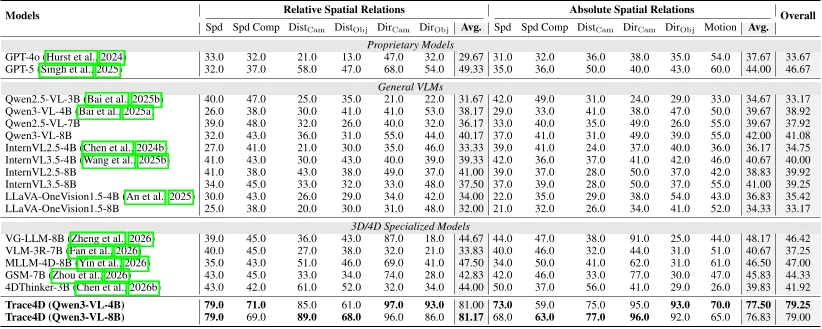 Models Relative Spatial Relations Absolute Spatial Relations Overall
Spd Spd Comp Dist_Cam Dist_Obj Dir_Cam Dir_Obj Avg. Spd Spd Comp Dist_Cam Dir_Cam Dir_Obj Motion Avg.
Proprietary Models
GPT-4o (Hurst et al., 2024) 33.0 32.0 21.0 13.0 47.0 32.0 29.67 31.0 32.0 36.0 38.0 35.0 54.0 37.67 33.67
GPT-5 (Singh et al., 2025) 32.0 37.0 58.0 47.0 68.0 54.0 49.33 35.0 36.0 50.0 40.0 43.0 60.0 44.00 46.67
General VLMs
Qwen2.5-VL-3B (Bai et al., 2025b) 40.0 47.0 25.0 35.0 21.0 22.0 31.67 42.0 49.0 31.0 24.0 29.0 33.0 34.67 33.17
Qwen3-VL-4B (Bai et al., 2025a) 26.0 38.0 30.0 41.0 41.0 53.0 38.17 29.0 33.0 41.0 38.0 47.0 50.0 39.67 38.92
Qwen2.5-VL-7B 39.0 48.0 32.0 26.0 40.0 32.0 36.17 33.0 40.0 35.0 49.0 26.0 55.0 39.67 37.92
Qwen3-VL-8B 32.0 43.0 36.0 31.0 55.0 44.0 40.17 37.0 41.0 31.0 49.0 39.0 55.0 42.00 41.08
InternVL2.5-4B (Chen et al., 2024b) 27.0 41.0 21.0 30.0 35.0 46.0 33.33 39.0 41.0 24.0 37.0 40.0 36.0 36.17 34.75
InternVL3.5-4B (Wang et al., 2025b) 41.0 43.0 30.0 43.0 40.0 39.0 39.33 42.0 36.0 37.0 41.0 42.0 46.0 40.67 40.00
InternVL2.5-8B 41.0 38.0 43.0 38.0 49.0 37.0 41.00 39.0 37.0 28.0 50.0 37.0 42.0 38.83 39.92
InternVL3.5-8B 34.0 45.0 32.0 33.0 33.0 48.0 37.50 41.0 37.0 38.0 50.0 37.0 55.0 41.00 39.25
LLaVA-OneVision1.5-4B (An et al., 2025) 30.0 43.0 26.0 29.0 34.0 42.0 34.00 22.0 35.0 29.0 58.0 34.0 43.0 36.83 35.42
LLaVA-OneVision1.5-8B 25.0 38.0 20.0 30.0 31.0 48.0 32.00 21.0 32.0 26.0 34.0 41.0 52.0 34.33 33.17
3D/4D Specialized Models
VG-LLM-8B (Zheng et al., 2026) 39.0 45.0 36.0 43.0 87.0 18.0 44.67 44.0 47.0 38.0 91.0 25.0 44.0 48.17 46.42
VLM-3R-7B (Fan et al., 2026) 40.0 45.0 27.0 38.0 32.0 21.0 33.83 40.0 46.0 32.0 44.0 31.0 51.0 40.67 37.25
MLLM-4D-8B (Yin et al., 2026) 35.0 43.0 51.0 46.0 69.0 41.0 47.50 34.0 50.0 41.0 62.0 31.0 61.0 46.50 47.00
GSM-7B (Zhou et al., 2026) 43.0 45.0 33.0 34.0 74.0 28.0 42.83 42.0 46.0 33.0 77.0 30.0 47.0 45.83 44.33
4DThinker-3B (Chen et al., 2026b) 43.0 42.0 61.0 52.0 32.0 34.0 44.00 50.0 37.0 56.0 41.0 29.0 26.0 39.83 41.92
Trace4D (Qwen3-VL-4B) 79.0 71.0 85.0 61.0 97.0 93.0 81.00 73.0 59.0 75.0 95.0 93.0 70.0 77.50 79.25
Trace4D (Qwen3-VL-8B) 79.0 69.0 89.0 68.0 96.0 86.0 81.17 68.0 63.0 77.0 96.0 92.0 65.0 76.83 79.00